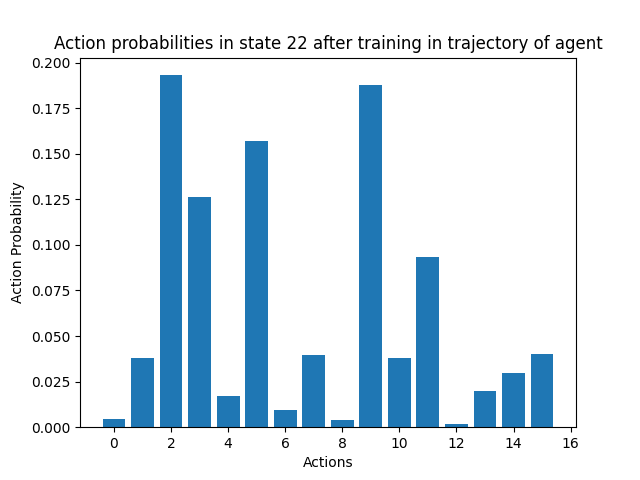 Action probabilities in state 22 after training in trajectory of agent
0.200
0.175
0.150
0.125
0.100
0.075
0.050
0.025
0.000
Action Probability
0 2 4 6 8 10 12 14 16
Actions